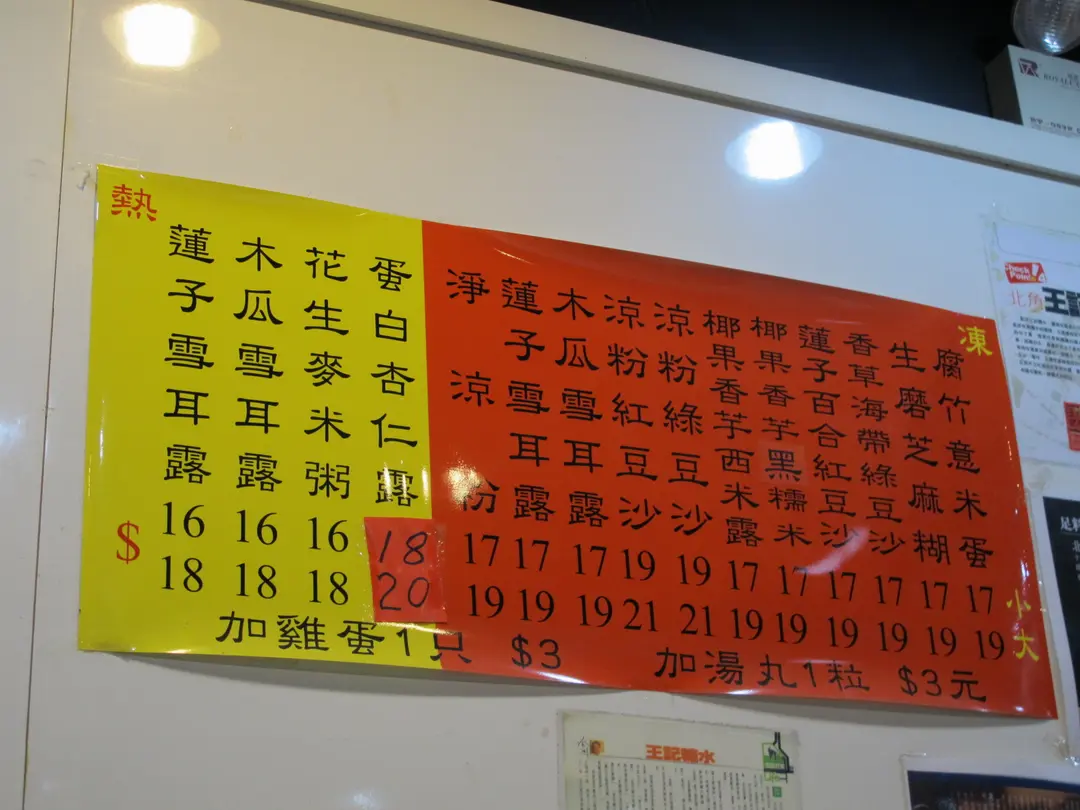 熱
蓮子雪耳露 16 18
木瓜雪耳露 16 18
花生麥米粥 16 18
蛋白杏仁露 18 20
$
凍
淨涼粉 17 19
蓮子雪耳露 17 19
木瓜雪耳露 17 19
涼粉紅豆沙 19 21
涼粉綠豆沙 19 21
椰果香芋西米露 17 19
椰果香芋黑糯米 17 19
蓮子百合紅豆沙 17 19
香草海帶綠豆沙 17 19
生磨芝麻糊 17 19
腐竹意米蛋 17 19
小
大
加雞蛋1只 $3
加湯丸1粒 $3元
北角王記
王記糖水
足料